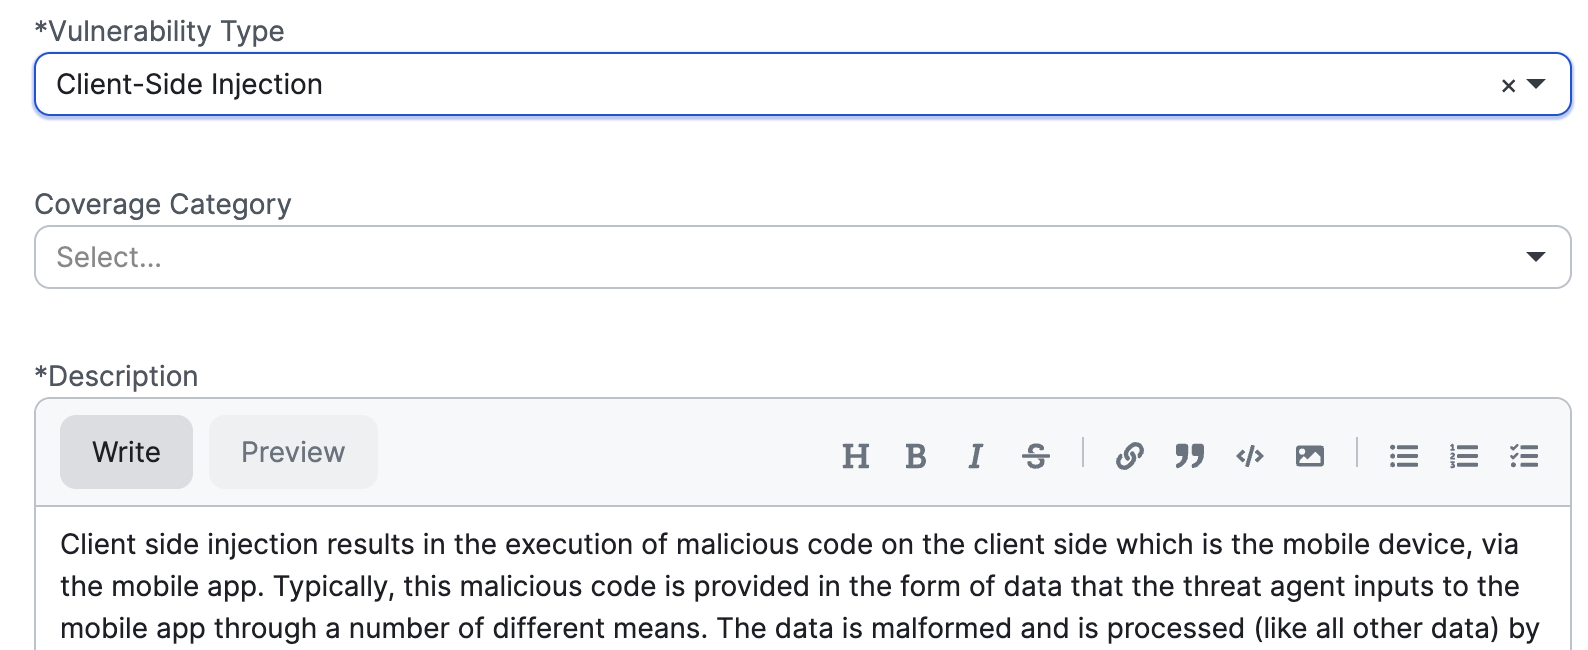 *Vulnerability Type
Client-Side Injection
Coverage Category
Select...
*Description
Write
Preview
Client side injection results in the execution of malicious code on the client side which is the mobile device, via
the mobile app. Typically, this malicious code is provided in the form of data that the threat agent inputs to the
mobile app through a number of different means. The data is malformed and is processed (like all other data) by